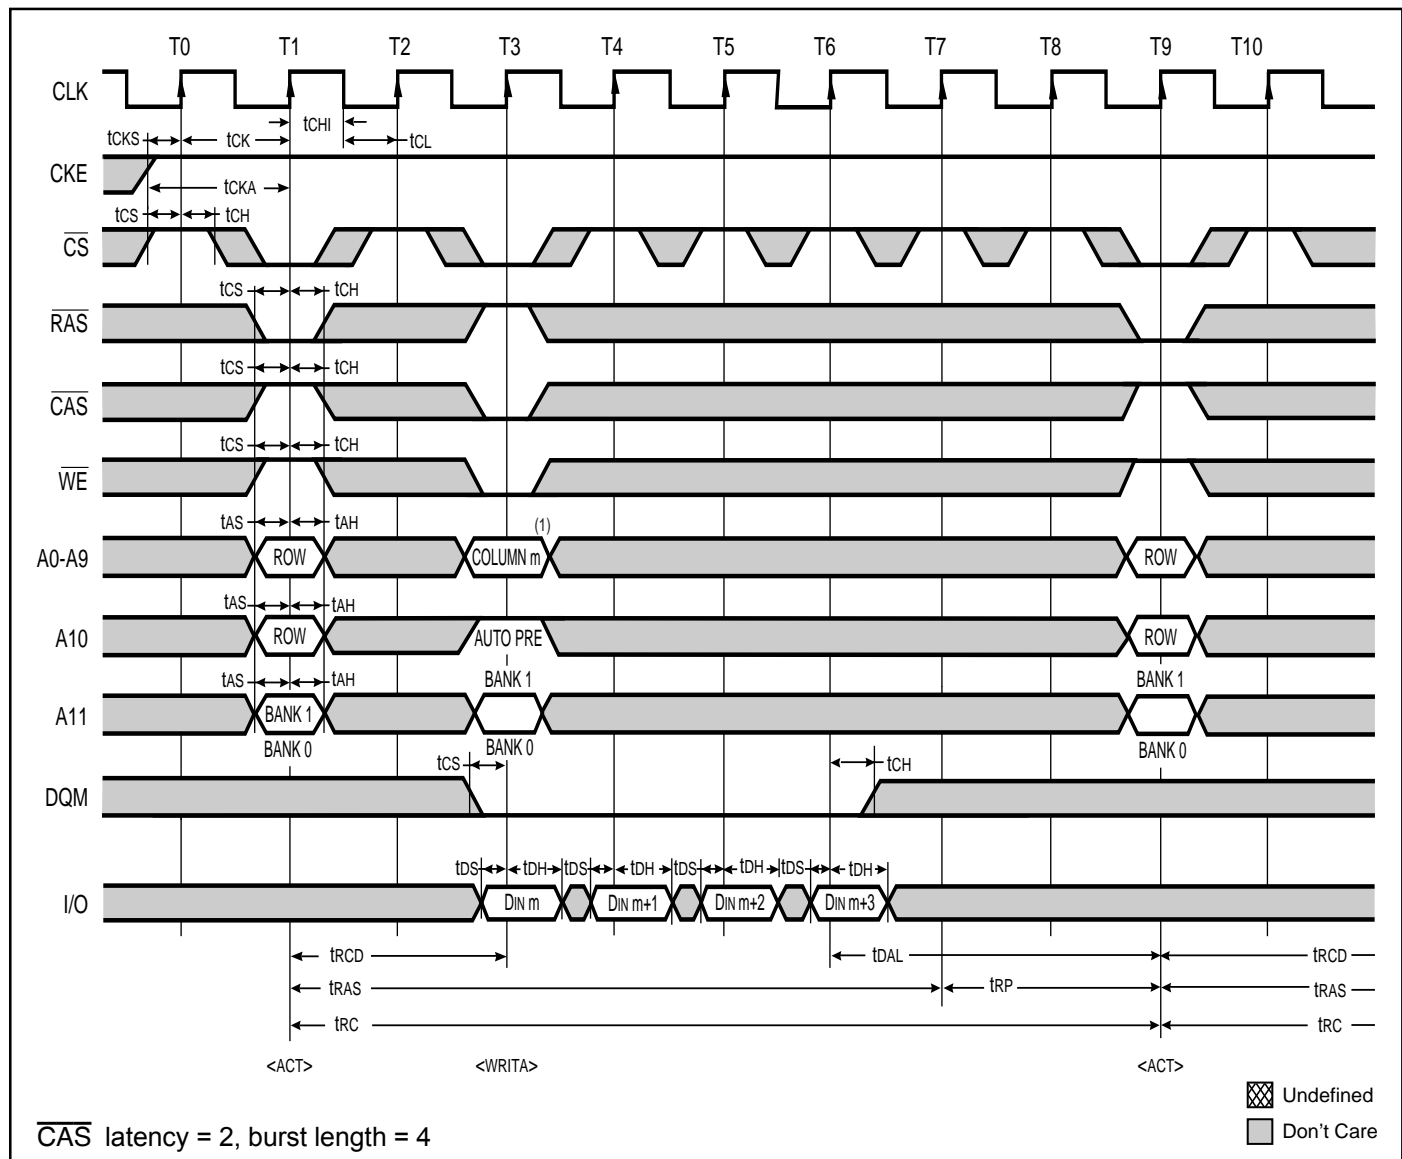 T0 T1 T2 T3 T4 T5 T6 T7 T8 T9 T10
CLK
tCHI
tCKS tCK tCL
CKE
tCKA
tCS tCH
CS
tCS tCH
RAS
tCS tCH
CAS
tCS tCH
WE
tAS tAH (1)
A0-A9 ROW COLUMN m ROW
tAS tAH
A10 ROW AUTO PRE ROW
tAS tAH BANK 1 BANK 1
A11 BANK 1
BANK 0 BANK 0 BANK 0
tCS tCH
DQM
tDS tDH tDS tDH tDS tDH tDS tDH
I/O DIN m DIN m+1 DIN m+2 DIN m+3
tRCD tDAL tRCD
tRAS tRP tRAS
tRC tRC
<ACT> <WRITA> <ACT>
Undefined
CAS latency = 2, burst length = 4 Don't Care